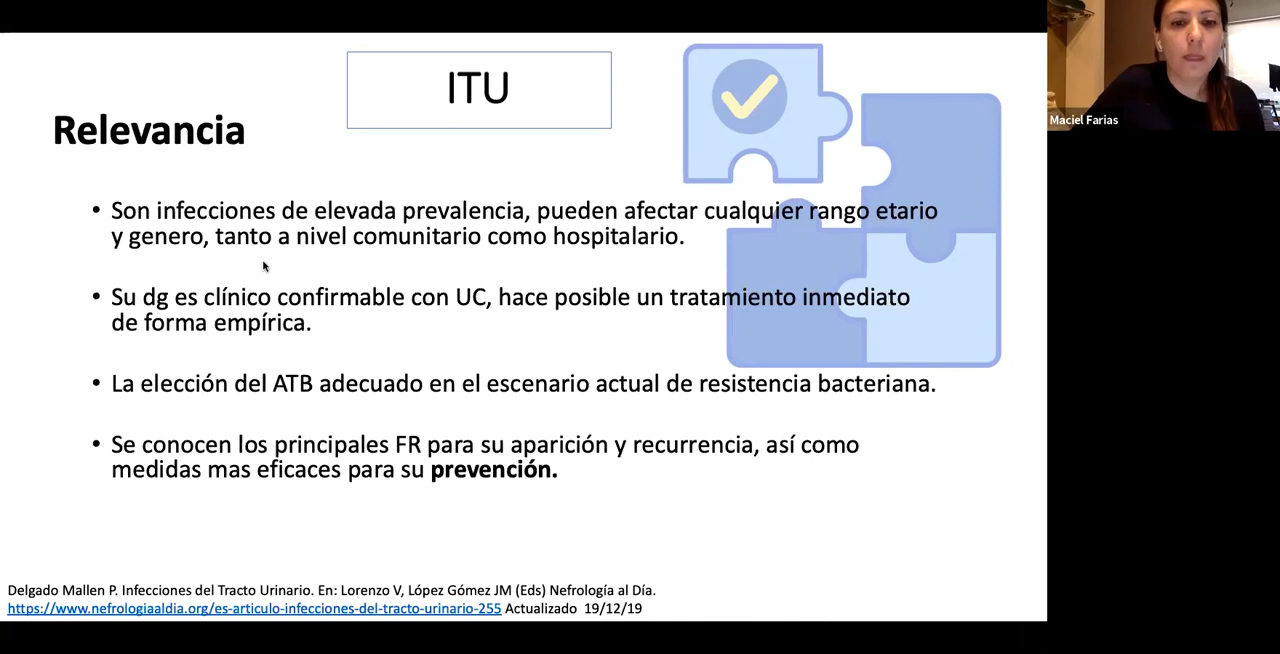 ITU
Relevancia
• Son infecciones de elevada prevalencia, pueden afectar cualquier rango etario
y genero, tanto a nivel comunitario como hospitalario.
• Su dg es clínico confirmable con UC, hace posible un tratamiento inmediato
de forma empírica.
• La elección del ATB adecuado en el escenario actual de resistencia bacteriana.
• Se conocen los principales FR para su aparición y recurrencia, así como
medidas mas eficaces para su prevención.
Delgado Mallen P. Infecciones del Tracto Urinario. En: Lorenzo V, López Gómez JM (Eds) Nefrología al Día.
https://www.nefrologiaaldia.org/es-articulo-infecciones-del-tracto-urinario-255 Actualizado 19/12/19
Maciel Farias